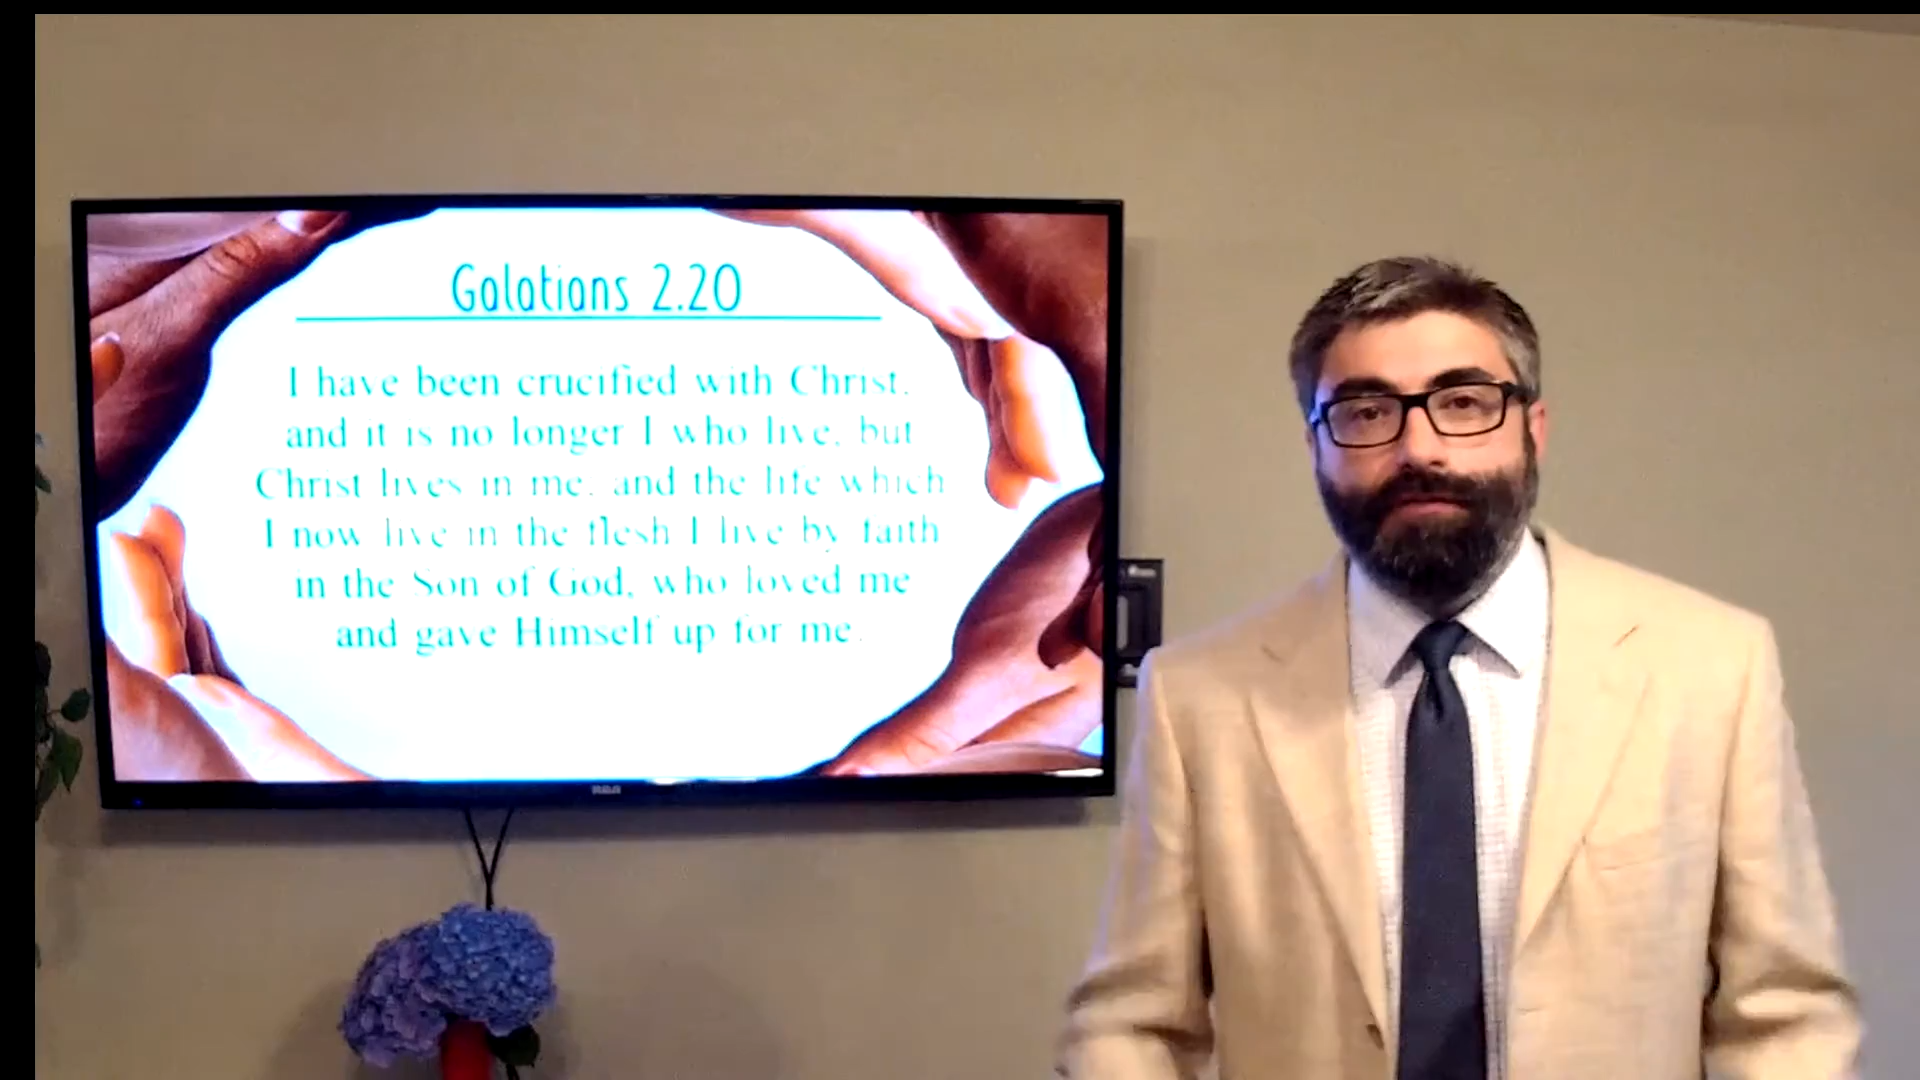 Galatians 2.20
I have been crucified with Christ,
and it is no longer I who live, but
Christ lives in me, and the life which
I now live in the flesh I live by faith
in the Son of God, who loved me
and gave Himself up for me.
RCA